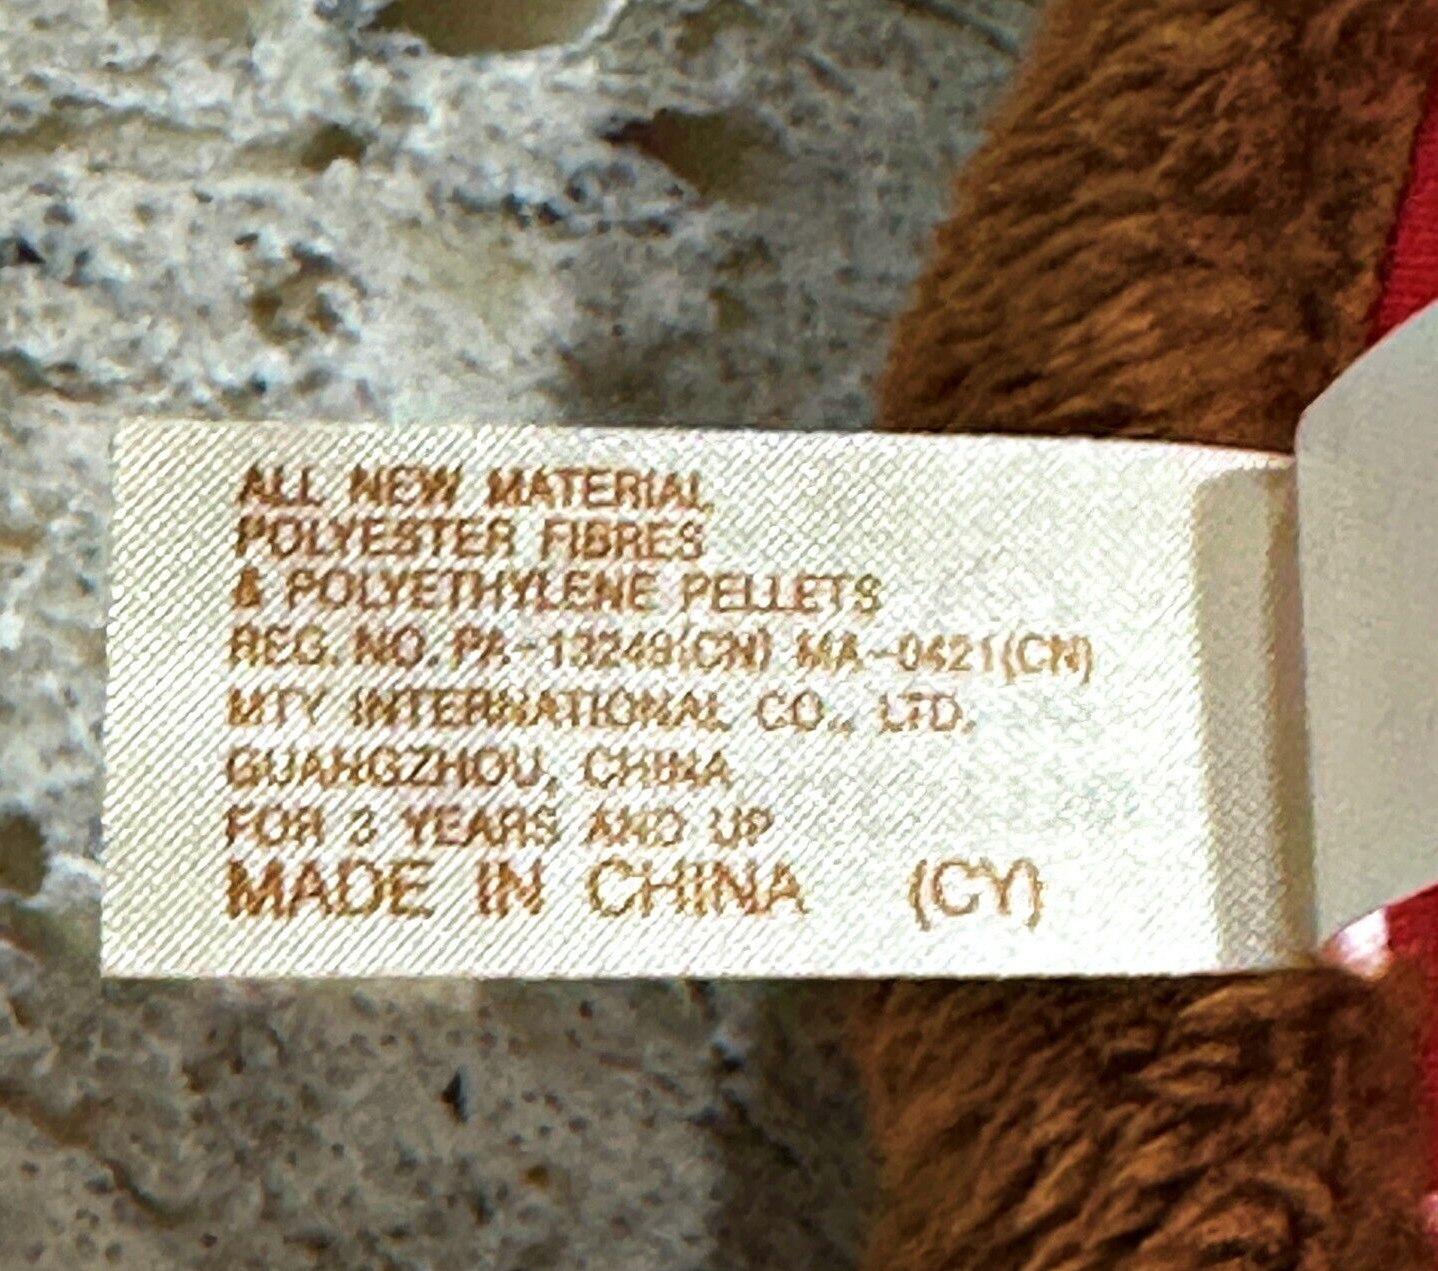 ALL NEW MATERIAL
POLYESTER FIBRES
& POLYETHYLENE PELLETS
REG. NO. PA-13249(CN) MA-0421(CN)
MTY INTERNATIONAL CO., LTD.
GUANGZHOU, CHINA
FOR 3 YEARS AND UP
MADE IN CHINA (CY)